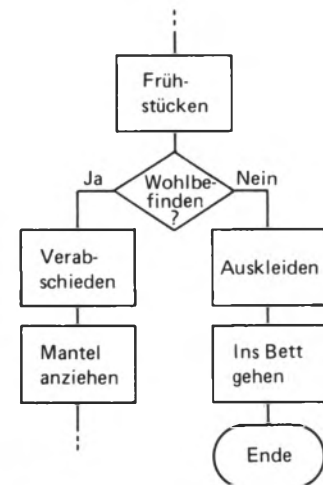 Früh-
stücken
Ja
Wohlbe-
finden
?
Nein
Verab-
schieden
Mantel
anziehen
Auskleiden
Ins Bett
gehen
Ende